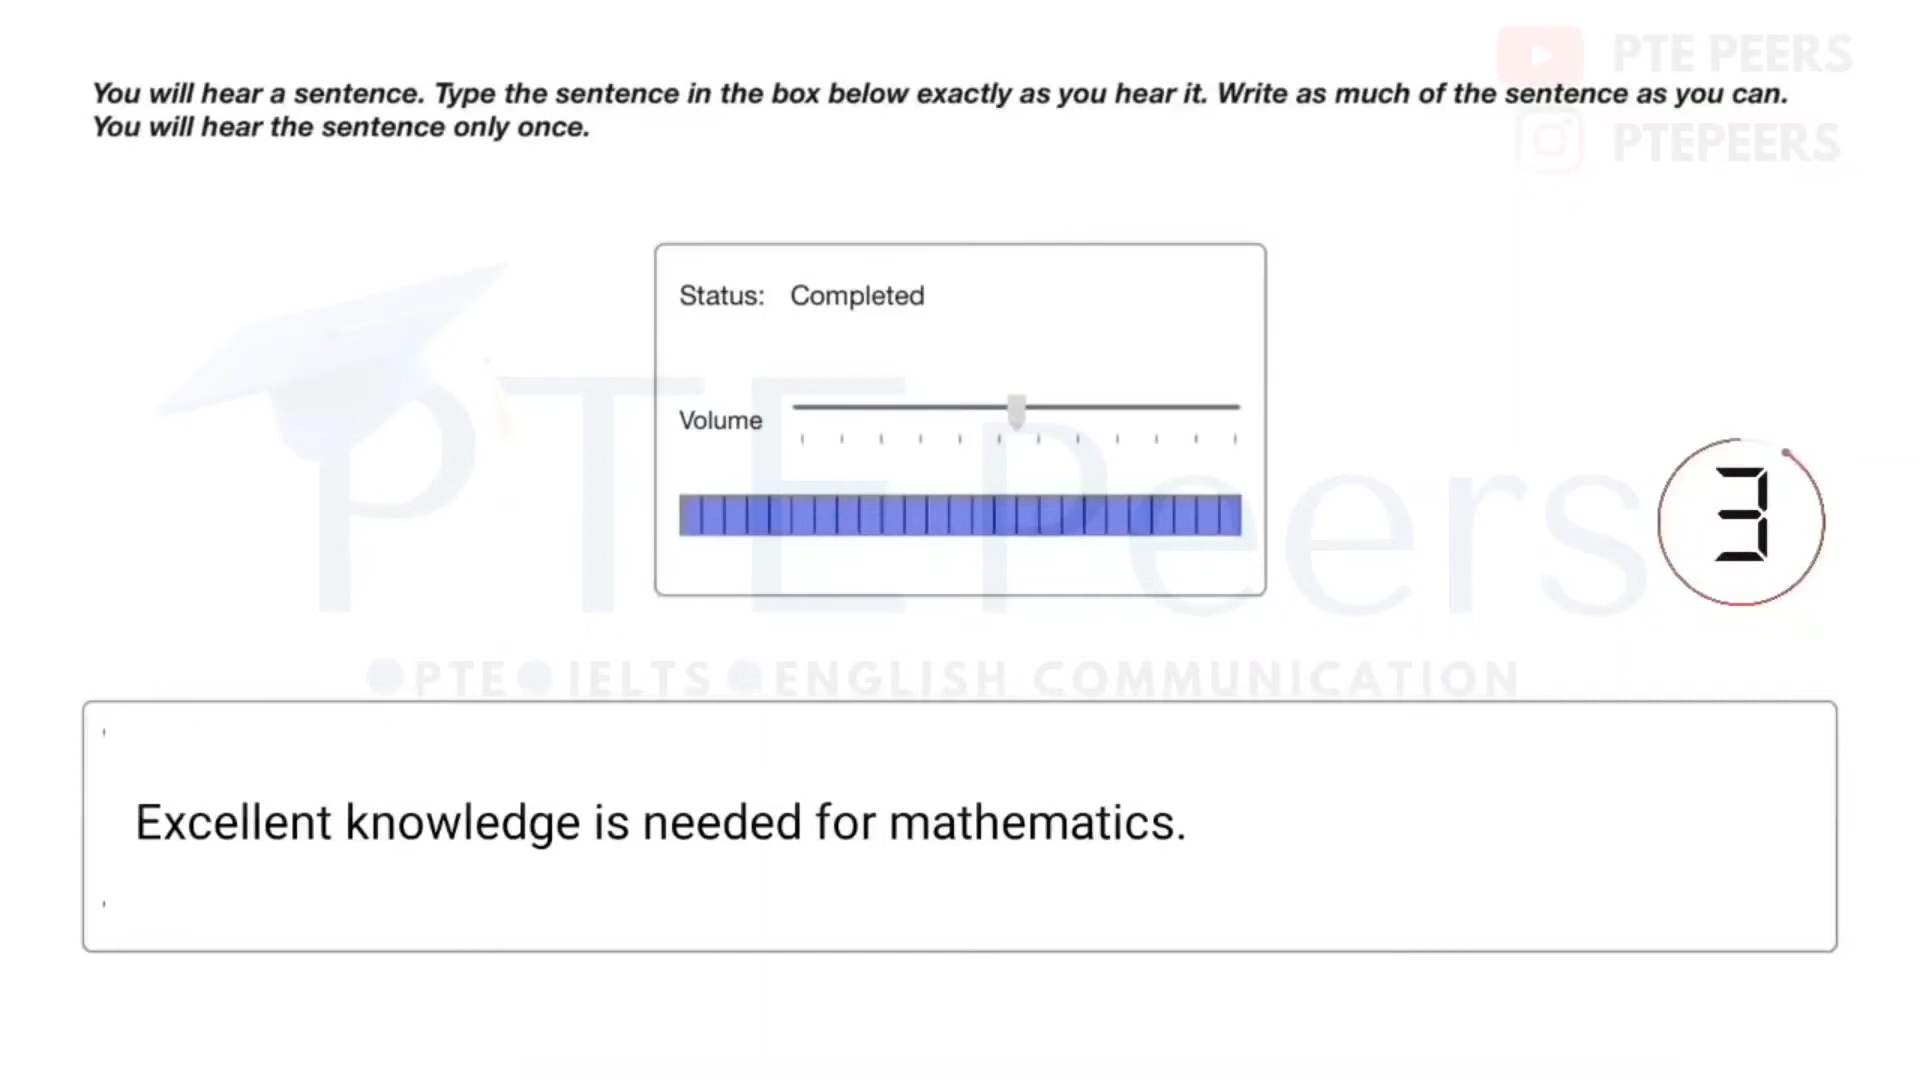 PTE PEERS
You will hear a sentence. Type the sentence in the box below exactly as you hear it. Write as much of the sentence as you can.
You will hear the sentence only once.
PTEPEERS
Status: Completed
Volume
3
PTE Peers
PTE IELTS ENGLISH COMMUNICATION
Excellent knowledge is needed for mathematics.